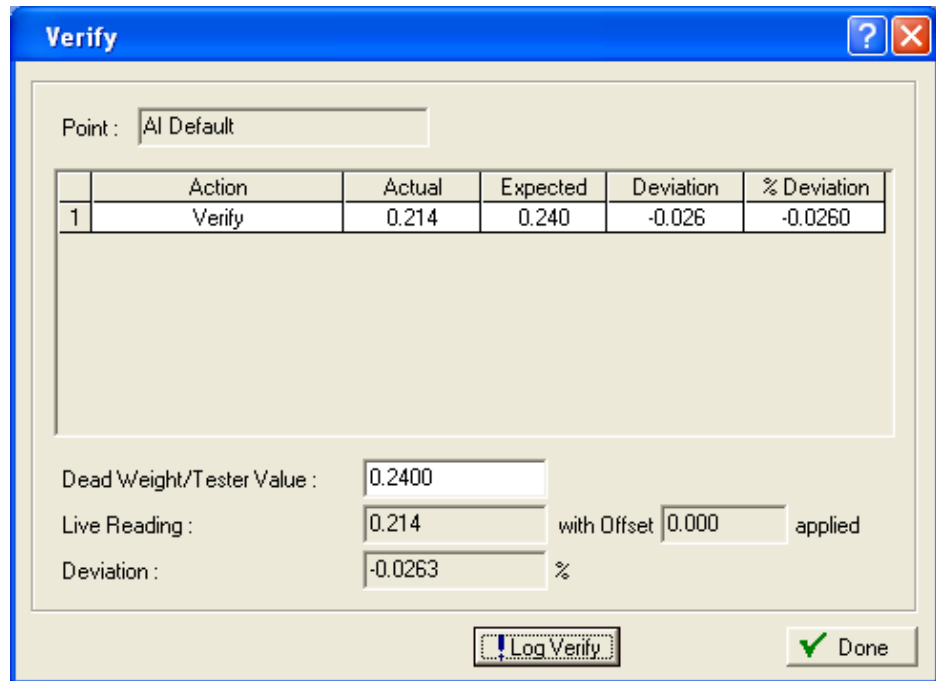 Verify
Point : AI Default
Action Actual Expected Deviation % Deviation
1 Verify 0.214 0.240 -0.026 -0.0260
Dead Weight/Tester Value : 0.2400
Live Reading : 0.214 with Offset 0.000 applied
Deviation : -0.0263 %
! Log Verify Done